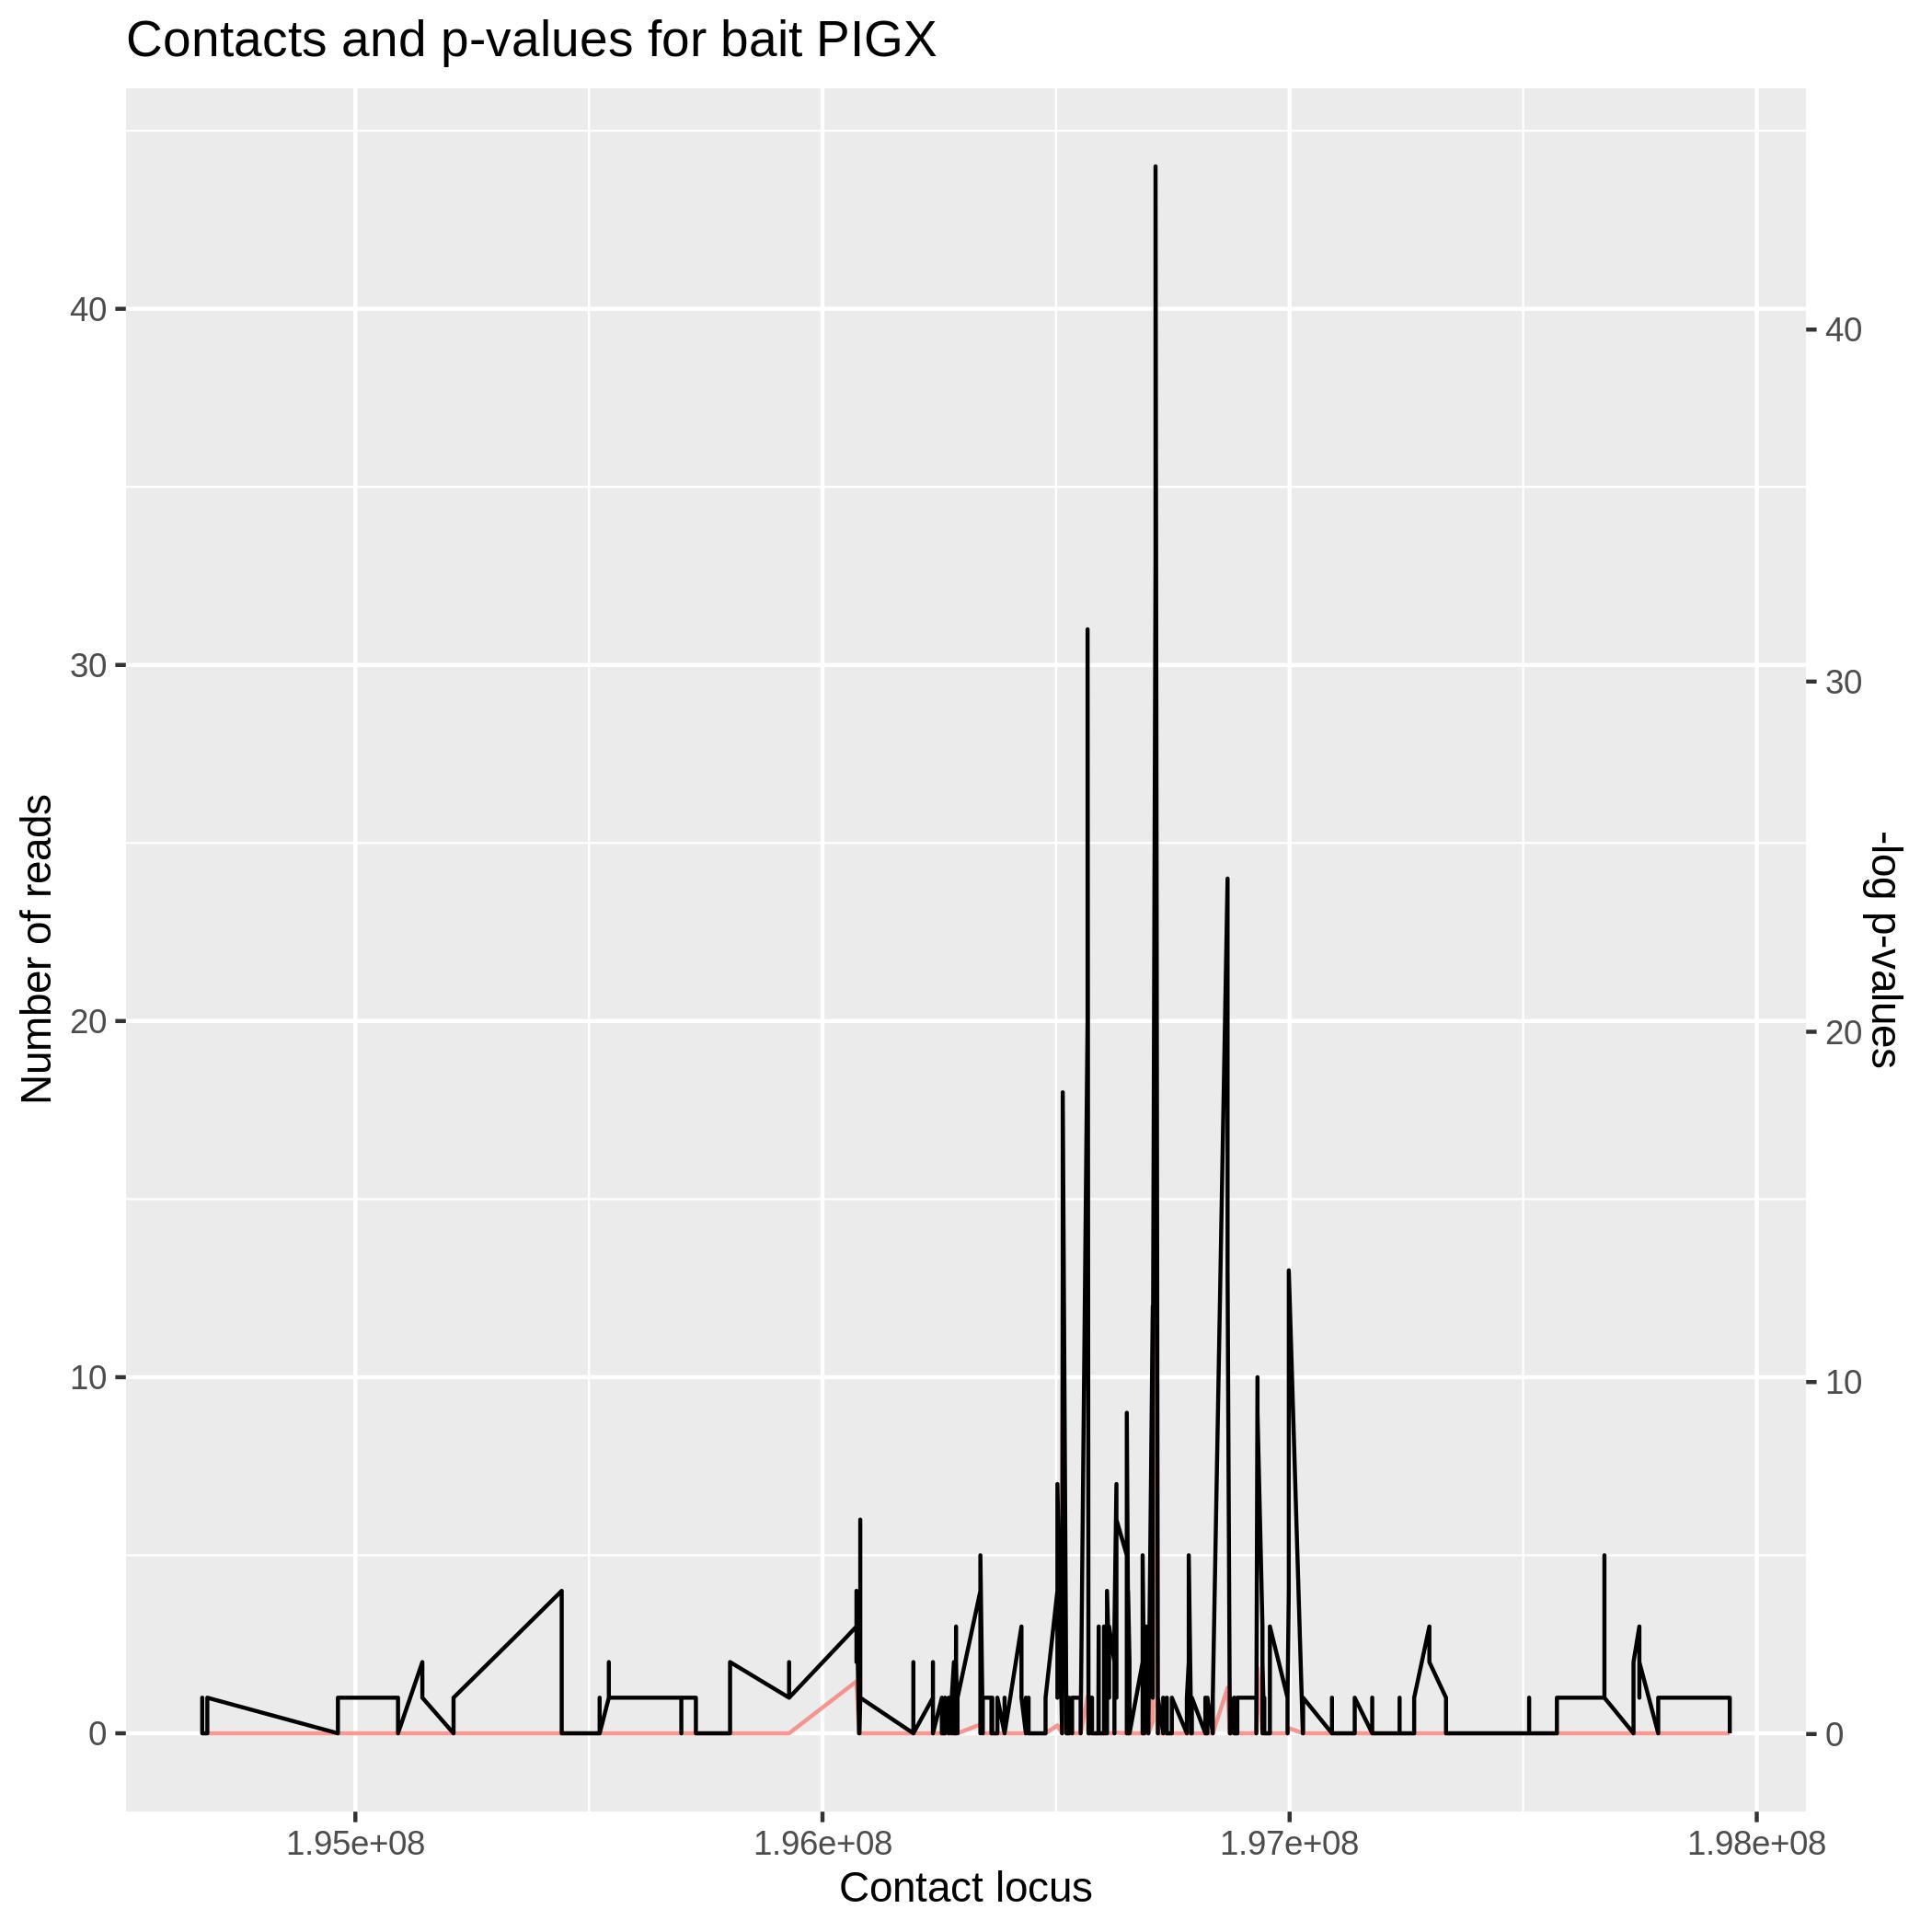 Contacts and p-values for bait PIGX
40
30
20
10
0
40
30
20
10
0
Number of reads
-log p-values
1.95e+08
1.96e+08
1.97e+08
1.98e+08
Contact locus